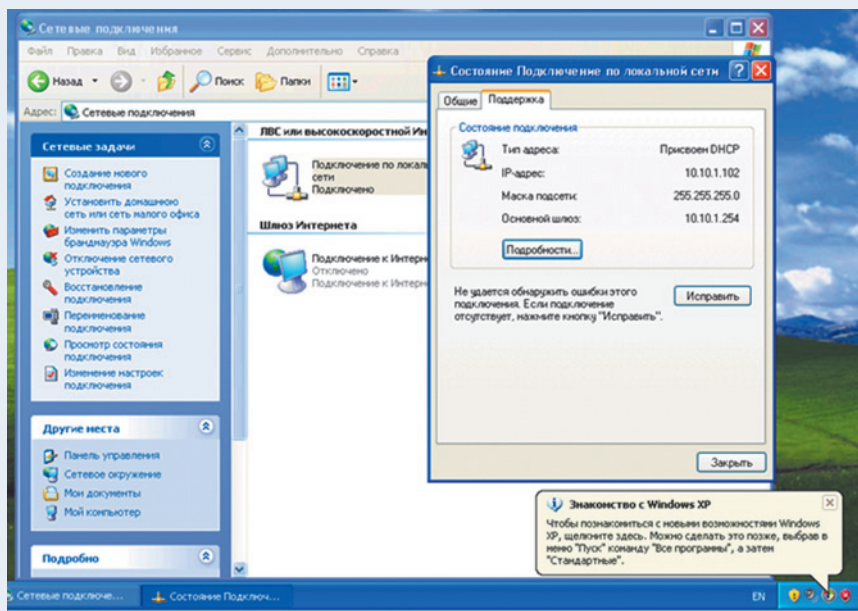 Сетевые подключения
Файл Правка Вид Избранное Сервис Дополнительно Справка
Назад Поиск Папки
Адрес: Сетевые подключения
Сетевые задачи
Создание нового
подключения
Установить домашнюю
сеть или сеть малого офиса
Изменить параметры
брандмауэра Windows
Отключение сетевого
устройства
Восстановление
подключения
Переименование
подключения
Просмотр состояния
подключения
Изменение настроек
подключения
Другие места
Панель управления
Сетевое окружение
Мои документы
Мой компьютер
Подробно
ЛВС или высокоскоростной Ин
Подключение по локаль
сети
Подключено
Шлюз Интернета
Подключение к Интерн
Отключено
Подключение к Интерн
Состояние Подключение по локальной сети
Общие Поддержка
Состояние подключения
Тип адреса: Присвоен DHCP
IP-адрес: 10.10.1.102
Маска подсети: 255.255.255.0
Основной шлюз: 10.10.1.254
Подробности...
Не удается обнаружить ошибки этого
подключения. Если подключение
отсутствует, нажмите кнопку "Исправить".
Исправить
Закрыть
Знакомство с Windows XP
Чтобы познакомиться с новыми возможностями Windows
XP, щелкните здесь. Можно сделать это позже, выбрав в
меню "Пуск" команду "Все программы", а затем
"Стандартные".
Сетевые подключе... Состояние Подключ... EN